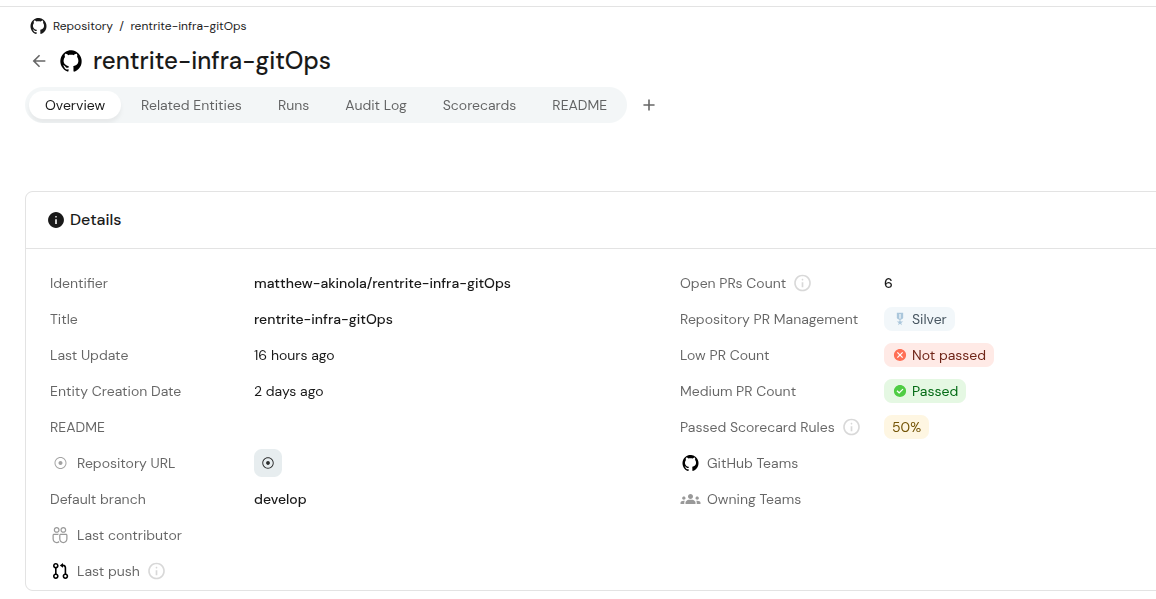 Repository / rentrite-infra-gitOps
rentrite-infra-gitOps
Overview Related Entities Runs Audit Log Scorecards README
Details
Identifier matthew-akinola/rentrite-infra-gitOps
Title rentrite-infra-gitOps
Last Update 16 hours ago
Entity Creation Date 2 days ago
README
Repository URL
Default branch develop
Last contributor
Last push
Open PRs Count 6
Repository PR Management Silver
Low PR Count Not passed
Medium PR Count Passed
Passed Scorecard Rules 50%
GitHub Teams
Owning Teams